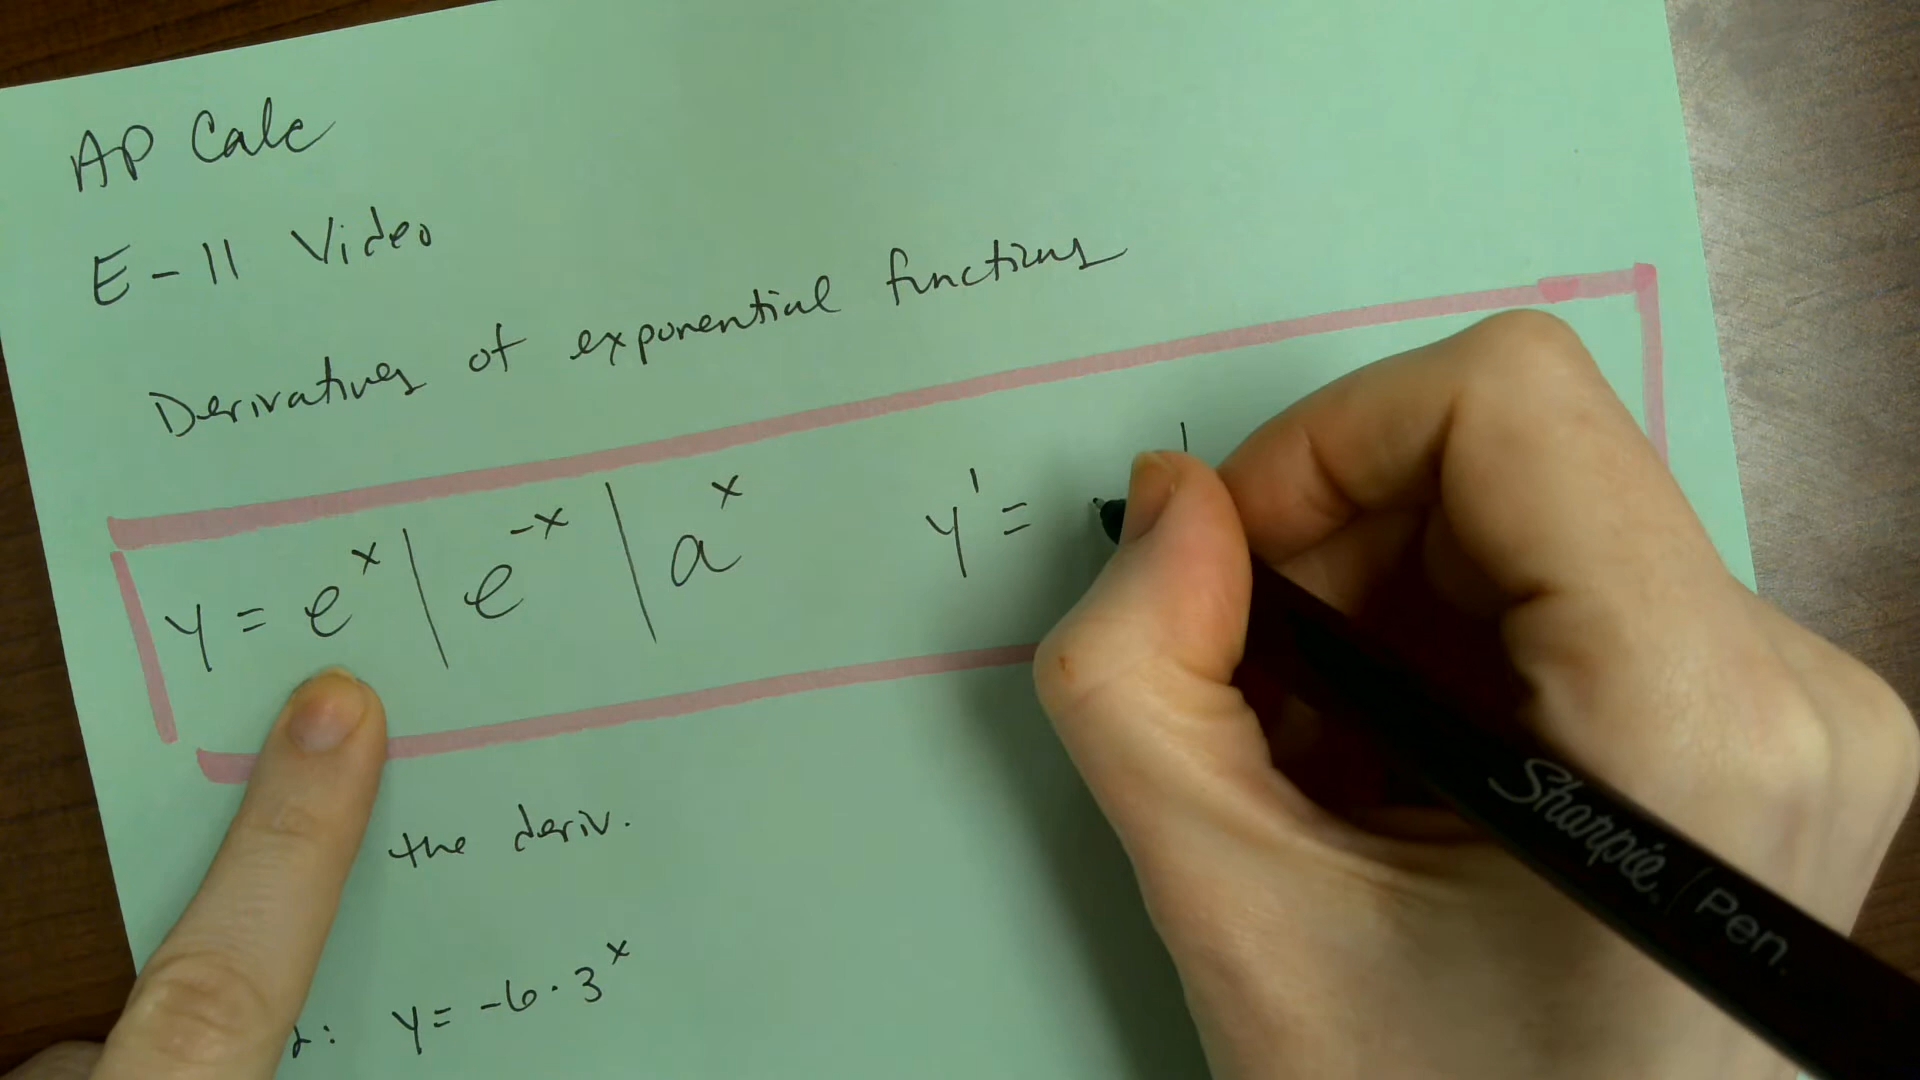 AP Calc
E-11 Video
Derivatives of exponential functions
y = e^x | e^-x | a^x y' =
the deriv.
y = -6 · 3^x
Sharpie. Pen.